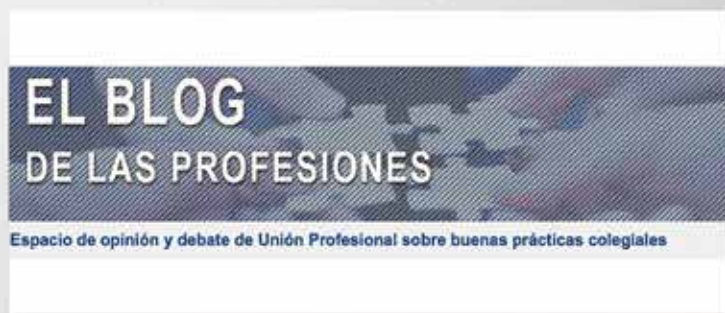 EL BLOG
DE LAS PROFESIONES
Espacio de opinión y debate de Unión Profesional sobre buenas prácticas colegiales